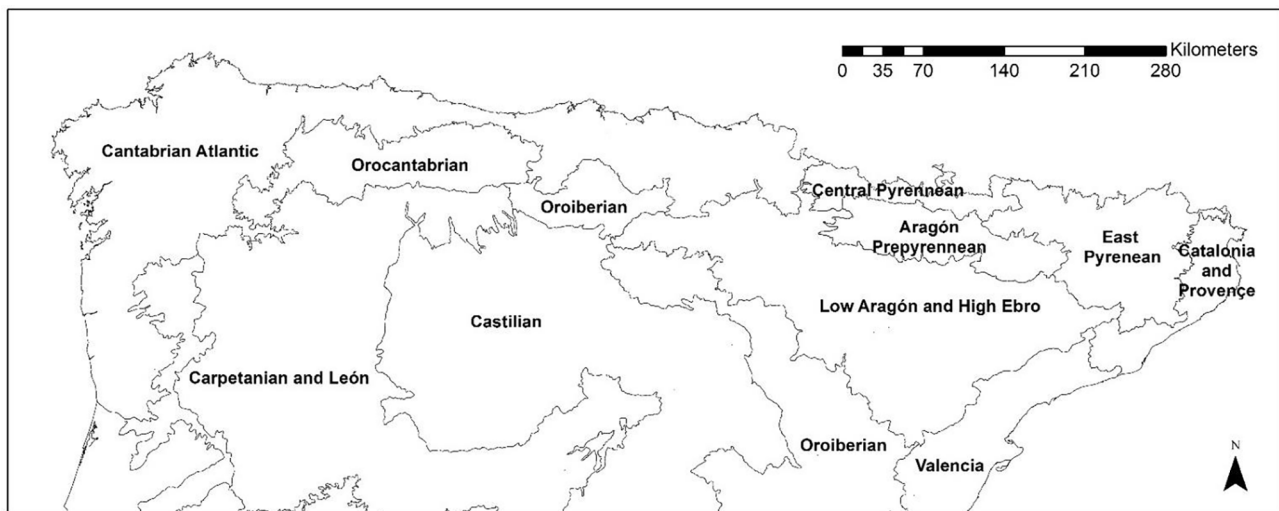 Kilometers
0 35 70 140 210 280
Cantabrian Atlantic
Orocantabrian
Central Pyrennean
Oroiberian
Aragón
Prepyrennean
East
Pyrenean
Catalonia
and
Provençe
Low Aragón and High Ebro
Castilian
Carpetanian and León
Oroiberian
Valencia
N